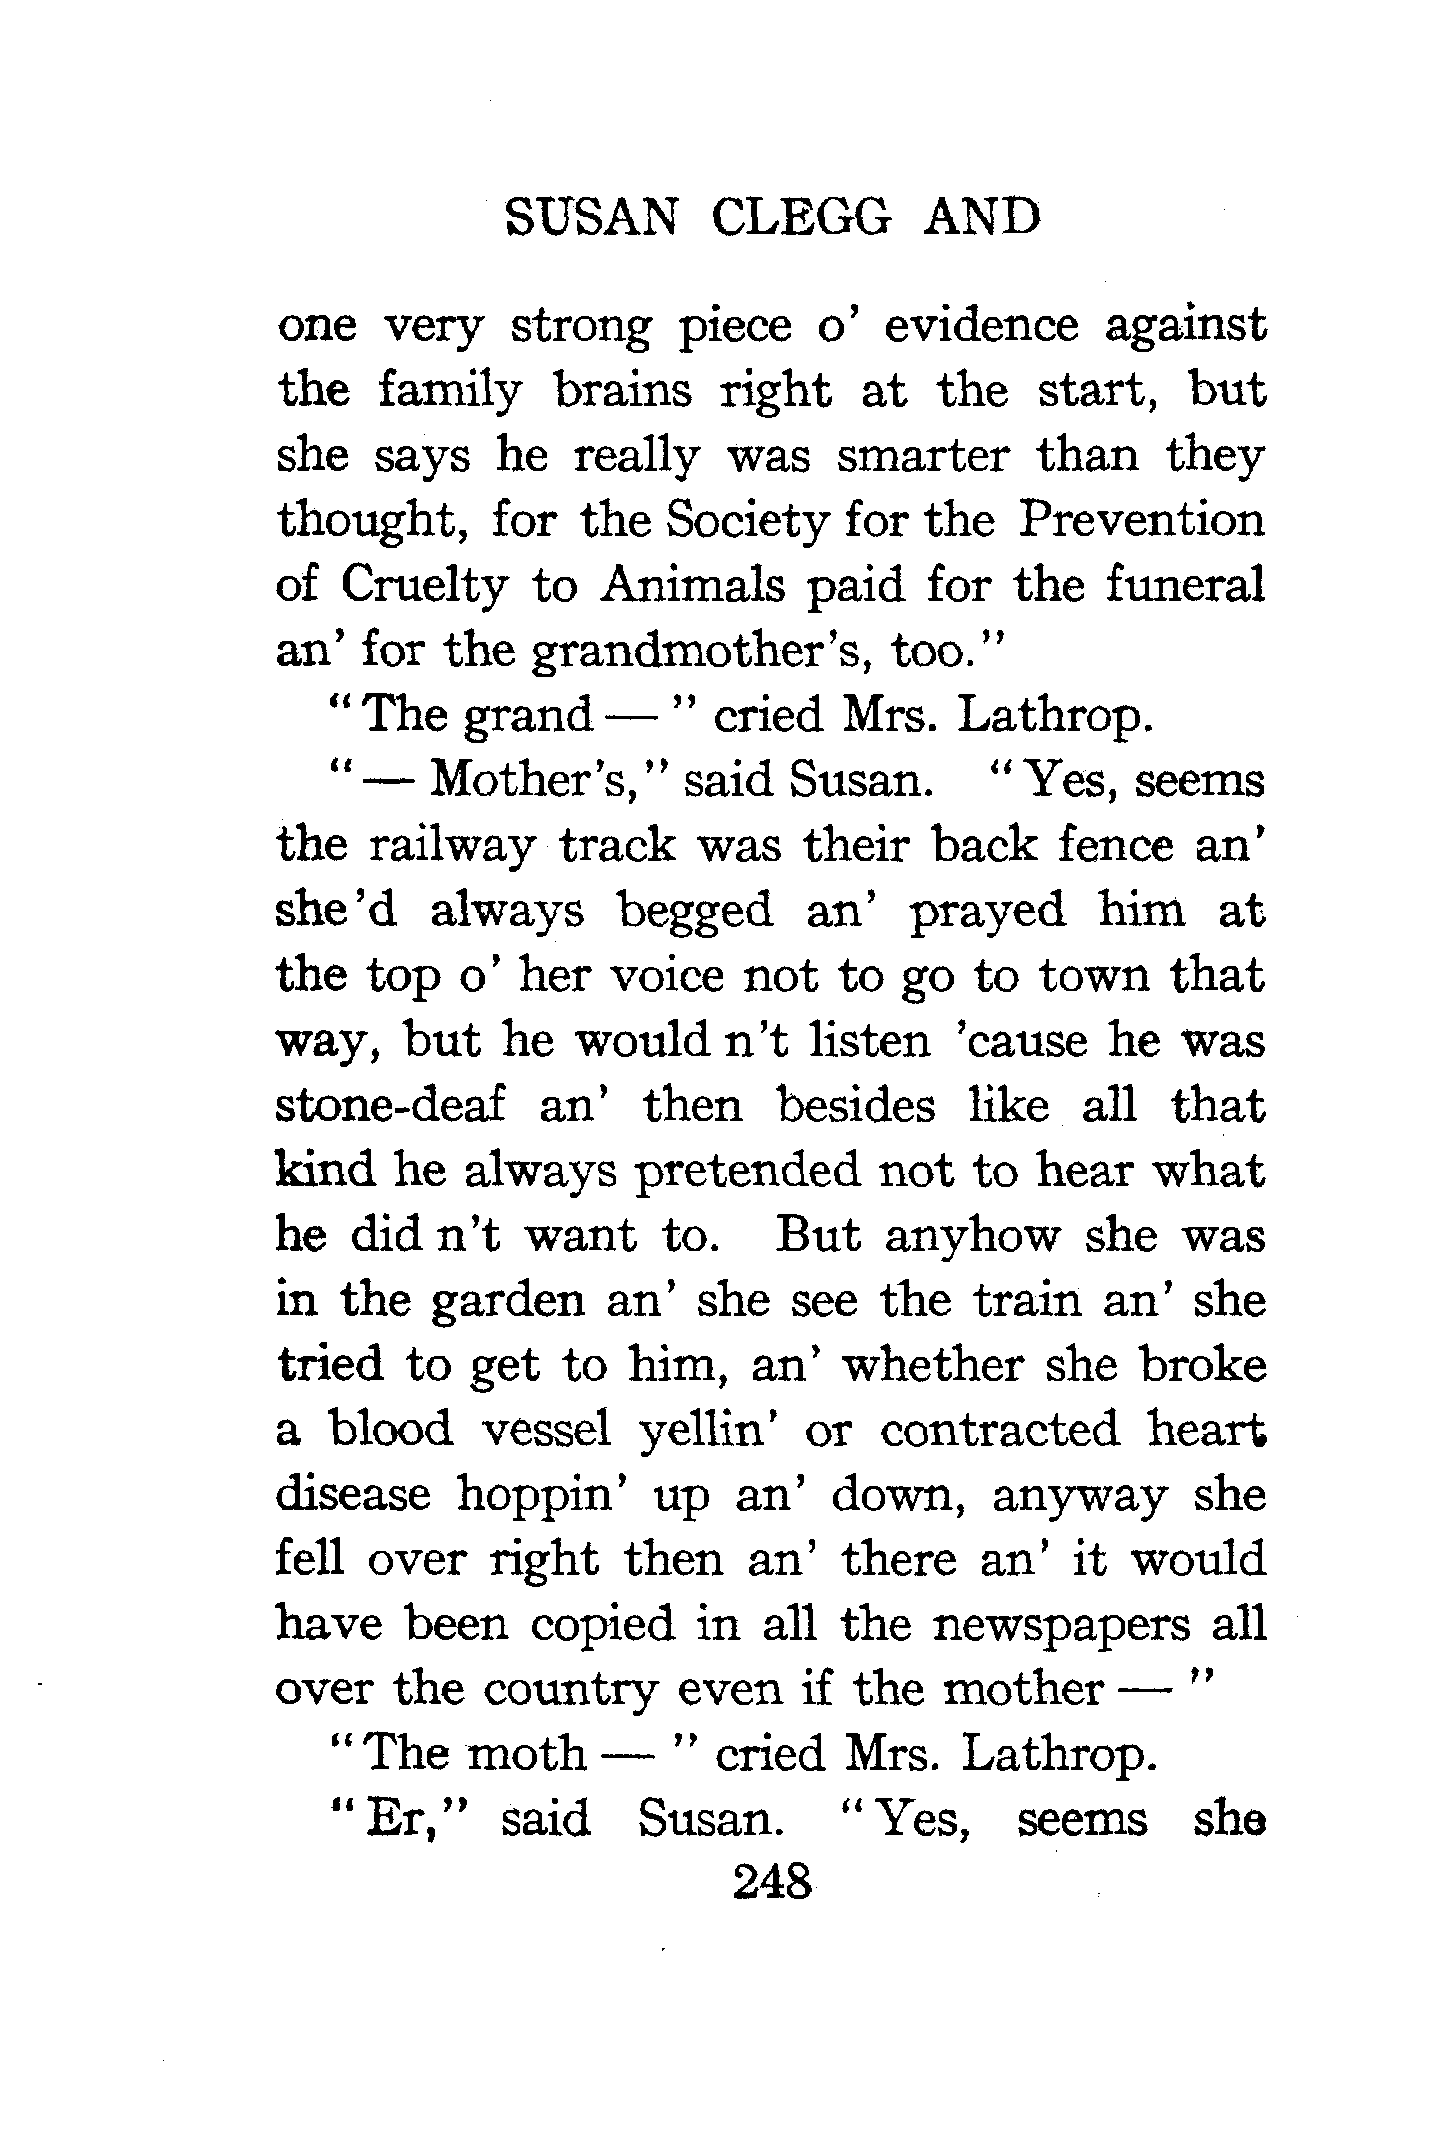 SUSAN CLEGG AND
one very strong piece o' evidence against
the family brains right at the start, but
she says he really was smarter than they
thought, for the Society for the Prevention
of Cruelty to Animals paid for the funeral
an' for the grandmother's, too."
"The grand — " cried Mrs. Lathrop.
"— Mother's," said Susan. "Yes, seems
the railway track was their back fence an'
she 'd always begged an' prayed him at
the top o' her voice not to go to town that
way, but he would n't listen 'cause he was
stone-deaf an' then besides like all that
kind he always pretended not to hear what
he did n't want to. But anyhow she was
in the garden an' she see the train an' she
tried to get to him, an' whether she broke
a blood vessel yellin' or contracted heart
disease hoppin' up an' down, anyway she
fell over right then an' there an' it would
have been copied in all the newspapers all
over the country even if the mother — "
"The moth — " cried Mrs. Lathrop.
"Er," said Susan. "Yes, seems she
248